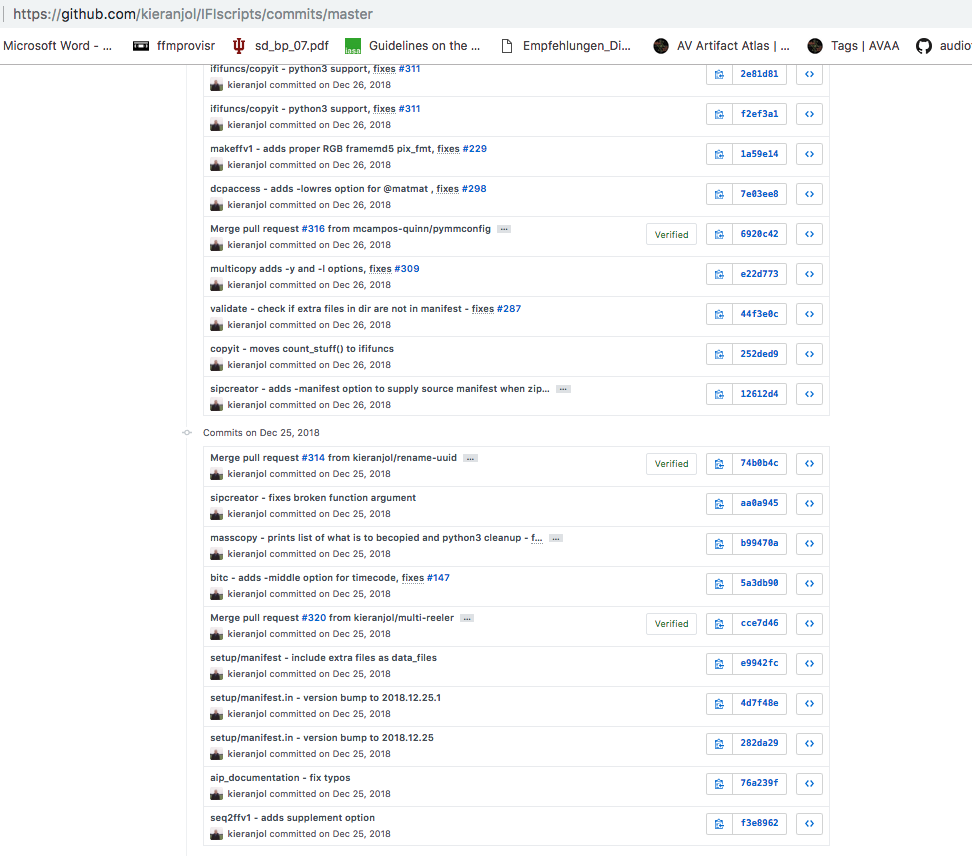 https://github.com/kieranjol/IFIscripts/commits/master
Microsoft Word - ... ffmprovisr sd_bp_07.pdf Guidelines on the ... Empfehlungen_Di... AV Artifact Atlas | ... Tags | AVAA audio
ififuncs/copyit - python3 support, fixes #311 2e81d81
kieranjol committed on Dec 26, 2018
ififuncs/copyit - python3 support, fixes #311 f2ef3a1
kieranjol committed on Dec 26, 2018
makeffv1 - adds proper RGB framemd5 pix_fmt, fixes #229 1a59e14
kieranjol committed on Dec 26, 2018
dcpaccess - adds -lowres option for @matmat , fixes #298 7e03ee8
kieranjol committed on Dec 26, 2018
Merge pull request #316 from mcampos-quinn/pymmconfig ... Verified 6920c42
kieranjol committed on Dec 26, 2018
multicopy adds -y and -l options, fixes #309 e22d773
kieranjol committed on Dec 26, 2018
validate - check if extra files in dir are not in manifest - fixes #287 44f3e0c
kieranjol committed on Dec 26, 2018
copyit - moves count_stuff() to ififuncs 252ded9
kieranjol committed on Dec 26, 2018
sipcreator - adds -manifest option to supply source manifest when zip... ... 12612d4
kieranjol committed on Dec 26, 2018
Commits on Dec 25, 2018
Merge pull request #314 from kieranjol/rename-uuid ... Verified 74b0b4c
kieranjol committed on Dec 25, 2018
sipcreator - fixes broken function argument aa0a945
kieranjol committed on Dec 25, 2018
masscopy - prints list of what is to becopied and python3 cleanup - f... ... b99470a
kieranjol committed on Dec 25, 2018
bitc - adds -middle option for timecode, fixes #147 5a3db90
kieranjol committed on Dec 25, 2018
Merge pull request #320 from kieranjol/multi-reeler ... Verified cce7d46
kieranjol committed on Dec 25, 2018
setup/manifest - include extra files as data_files e9942fc
kieranjol committed on Dec 25, 2018
setup/manifest.in - version bump to 2018.12.25.1 4d7f48e
kieranjol committed on Dec 25, 2018
setup/manifest.in - version bump to 2018.12.25 282da29
kieranjol committed on Dec 25, 2018
aip_documentation - fix typos 76a239f
kieranjol committed on Dec 25, 2018
seq2ffv1 - adds supplement option f3e8962
kieranjol committed on Dec 25, 2018